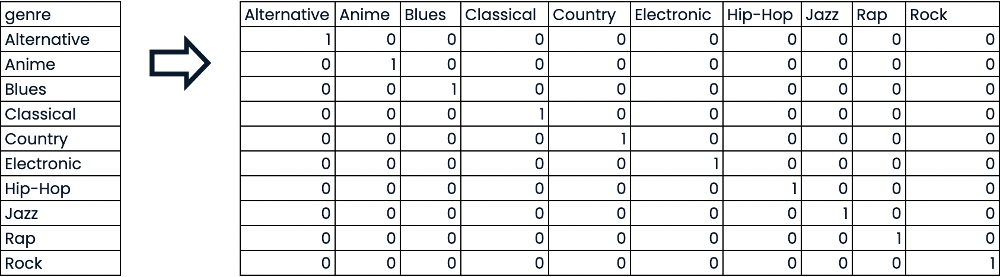 genre Alternative Anime Blues Classical Country Electronic Hip-Hop Jazz Rap Rock
Alternative 1 0 0 0 0 0 0 0 0 0
Anime 0 1 0 0 0 0 0 0 0 0
Blues 0 0 1 0 0 0 0 0 0 0
Classical 0 0 0 1 0 0 0 0 0 0
Country 0 0 0 0 1 0 0 0 0 0
Electronic 0 0 0 0 0 1 0 0 0 0
Hip-Hop 0 0 0 0 0 0 1 0 0 0
Jazz 0 0 0 0 0 0 0 1 0 0
Rap 0 0 0 0 0 0 0 0 1 0
Rock 0 0 0 0 0 0 0 0 0 1